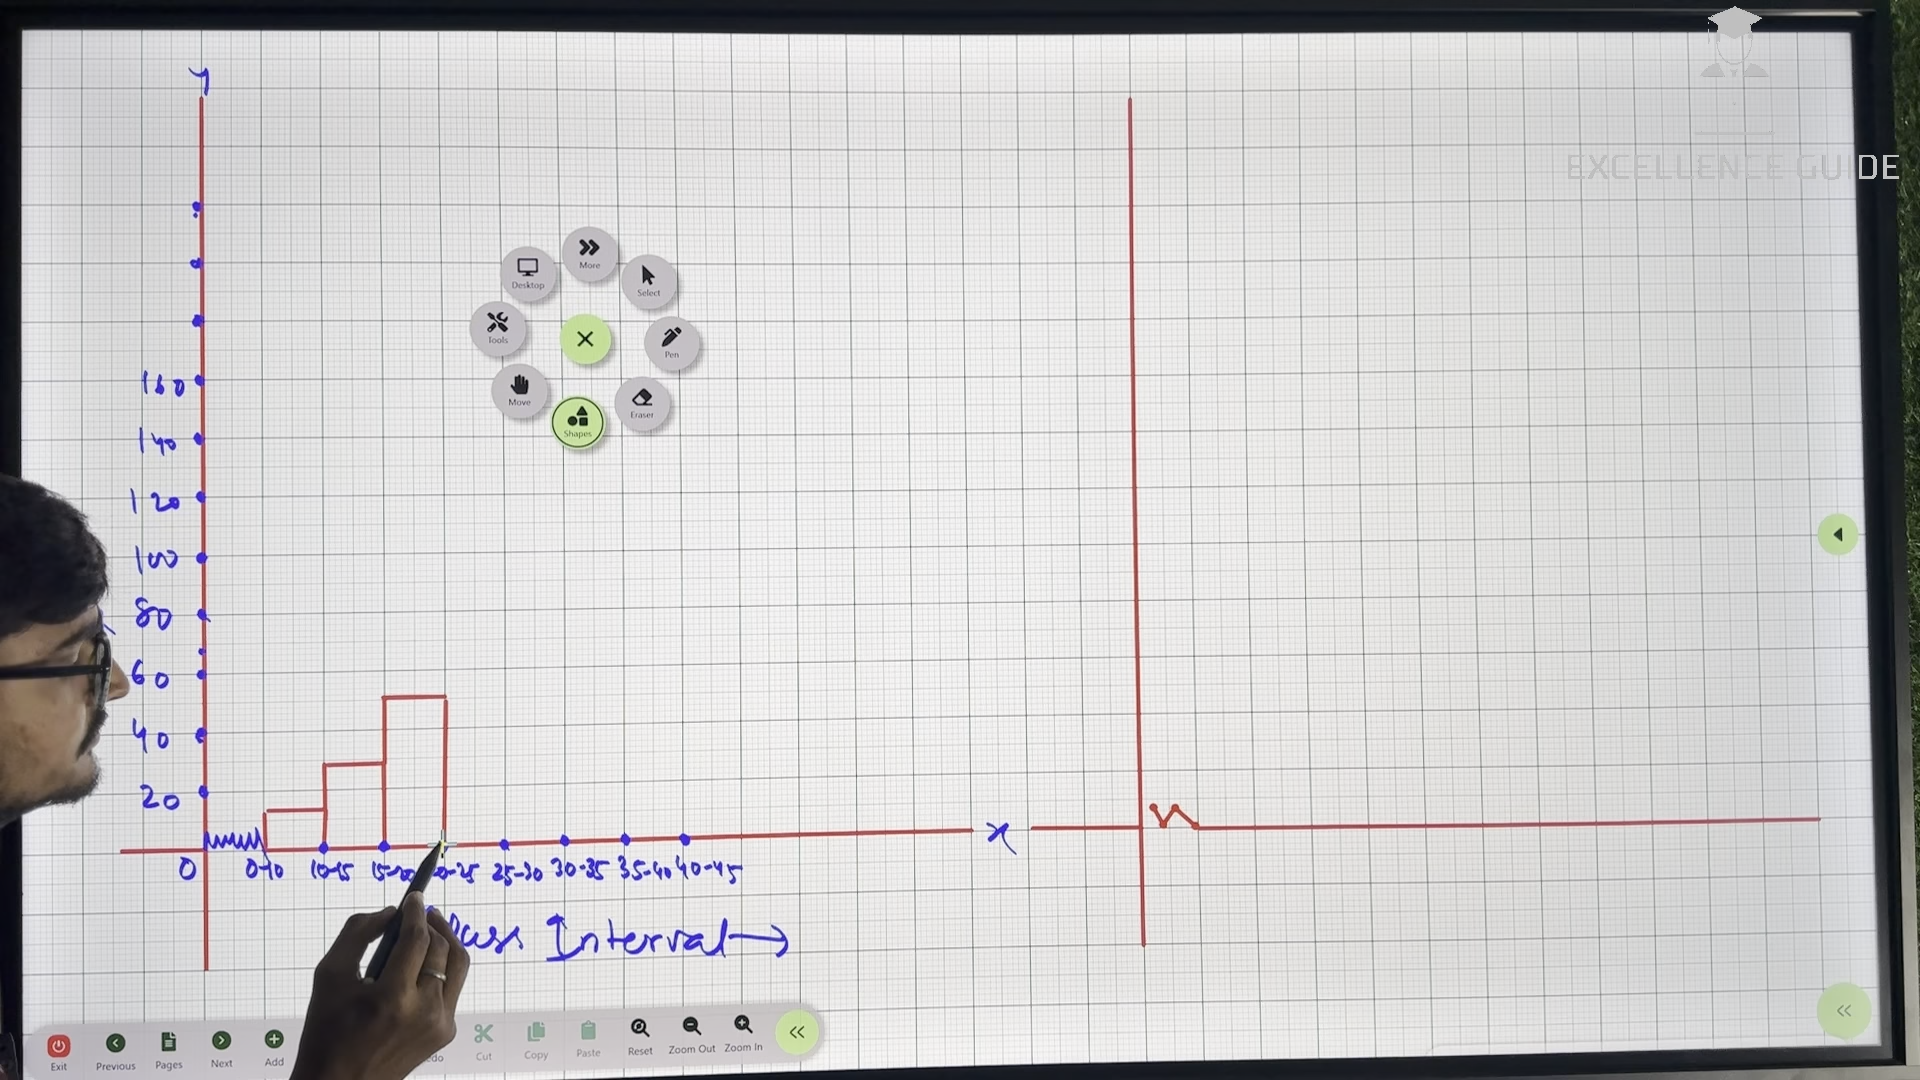 EXCELLENCE GUIDE
y
More
Desktop
Select
Tools
Pen
Move
Eraser
Shapes
160
140
120
100
80
60
40
20
x
0
0-10 10-15 15-20 20-25 25-30 30-35 35-40 40-45
Interval
Exit Previous Pages Next Add Cut Copy Paste Reset Zoom Out Zoom In